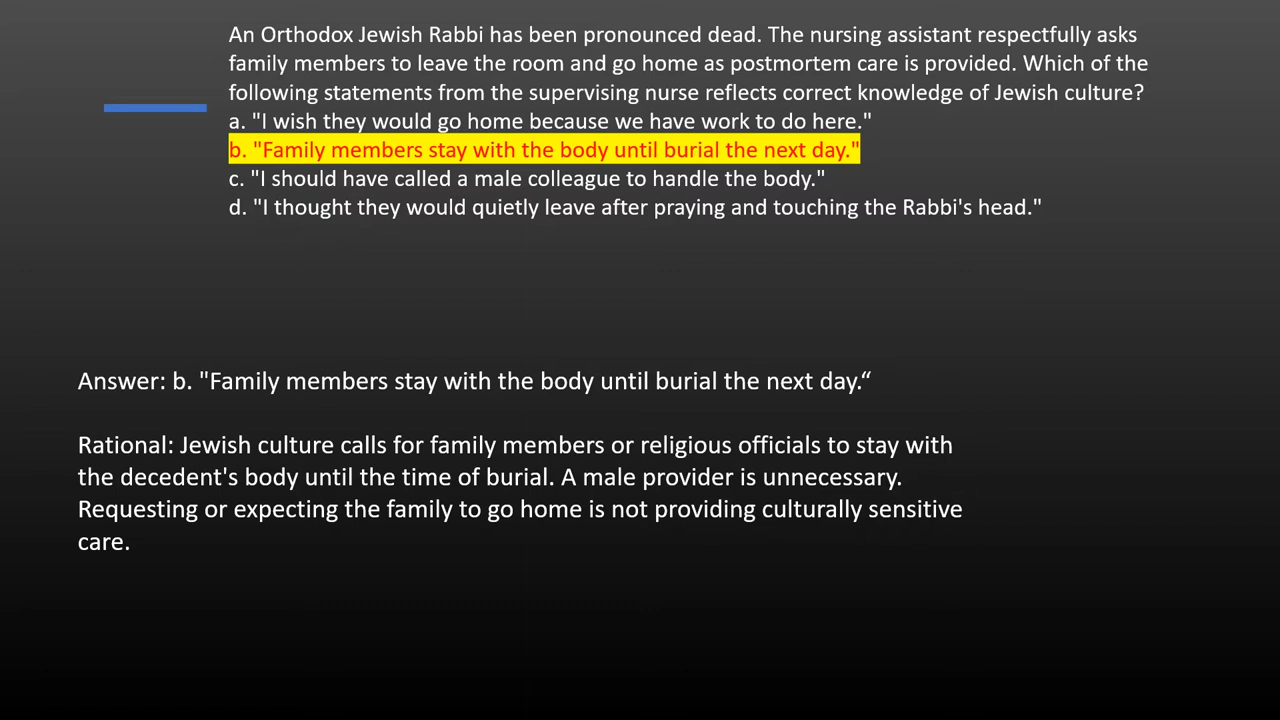 An Orthodox Jewish Rabbi has been pronounced dead. The nursing assistant respectfully asks
family members to leave the room and go home as postmortem care is provided. Which of the
following statements from the supervising nurse reflects correct knowledge of Jewish culture?
a. "I wish they would go home because we have work to do here."
b. "Family members stay with the body until burial the next day."
c. "I should have called a male colleague to handle the body."
d. "I thought they would quietly leave after praying and touching the Rabbi's head."
Answer: b. "Family members stay with the body until burial the next day.“
Rational: Jewish culture calls for family members or religious officials to stay with
the decedent's body until the time of burial. A male provider is unnecessary.
Requesting or expecting the family to go home is not providing culturally sensitive
care.